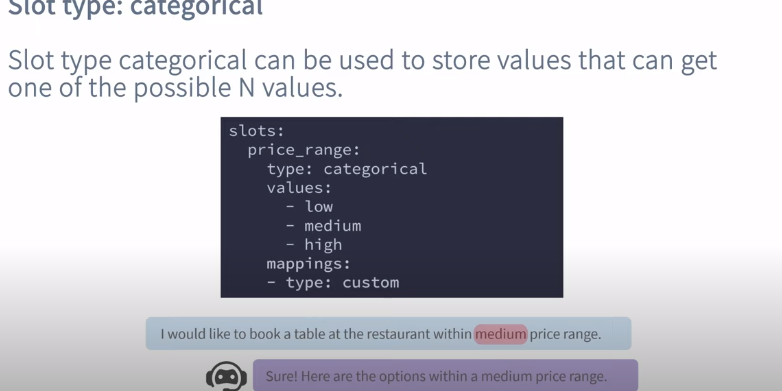 Slot type: categorical
Slot type categorical can be used to store values that can get
one of the possible N values.
slots:
  price_range:
    type: categorical
    values:
      - low
      - medium
      - high
    mappings:
    - type: custom
I would like to book a table at the restaurant within medium price range.
Sure! Here are the options within a medium price range.